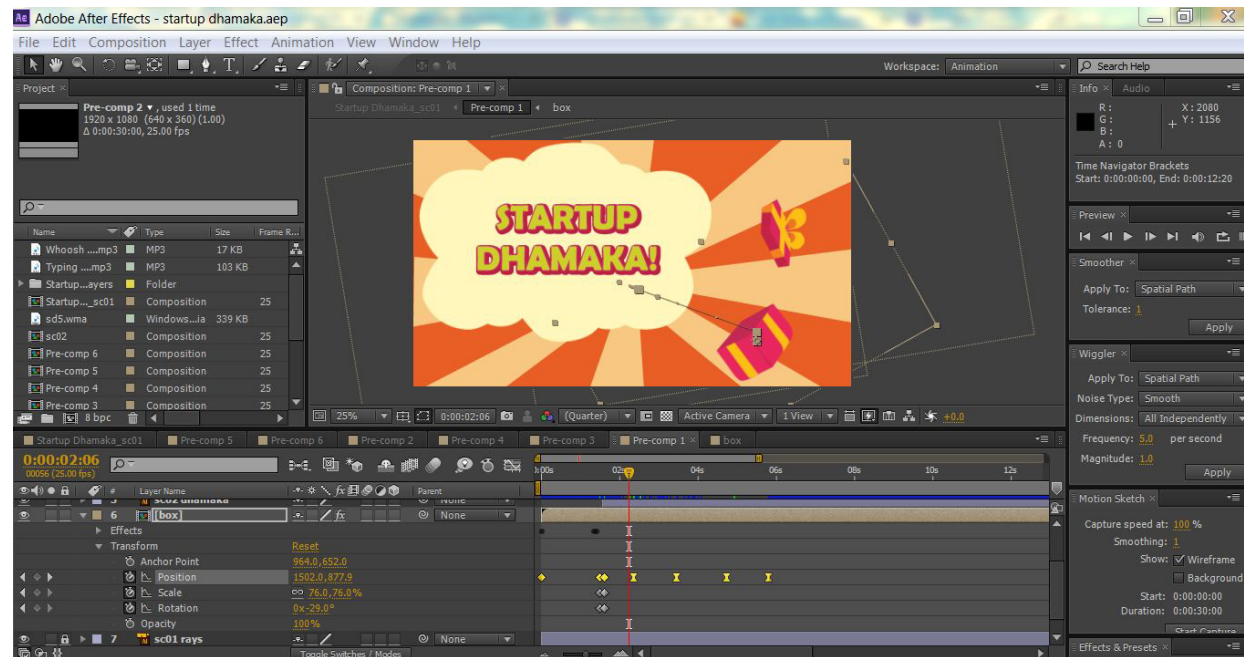 Adobe After Effects - startup dhamaka.aep
File Edit Composition Layer Effect Animation View Window Help
Workspace: Animation
Search Help
Project
Pre-comp 2 ▼, used 1 time
1920 x 1080 (640 x 360) (1.00)
Δ 0:00:30:00, 25.00 fps
Name Type Size Frame R...
Whoosh ....mp3 MP3 17 KB
Typing ....mp3 MP3 103 KB
Startup...ayers Folder
Startup..._sc01 Composition 25
sd5.wma Windows...ia 339 KB
sc02 Composition 25
Pre-comp 6 Composition 25
Pre-comp 5 Composition 25
Pre-comp 4 Composition 25
Pre-comp 3 Composition 25
8 bpc
Composition: Pre-comp 1
Startup Dhamaka_sc01 Pre-comp 1 box
STARTUP
DHAMAKA!
25% 0:00:02:06 (Quarter) Active Camera 1 View +0.0
Info Audio
R: X: 2080
G: Y: 1156
B:
A: 0
Time Navigator Brackets
Start: 0:00:00:00, End: 0:00:12:20
Preview
Smoother
Apply To: Spatial Path
Tolerance: 1
Apply
Wiggler
Apply To: Spatial Path
Noise Type: Smooth
Dimensions: All Independently
Frequency: 5.0 per second
Magnitude: 1.0
Apply
Motion Sketch
Capture speed at: 100 %
Smoothing: 1
Show: Wireframe
Background
Start: 0:00:00:00
Duration: 0:00:30:00
Start Capture
Effects & Presets
Startup Dhamaka_sc01 Pre-comp 5 Pre-comp 6 Pre-comp 2 Pre-comp 4 Pre-comp 3 Pre-comp 1 box
0:00:02:06
00056 (25.00 fps)
04s 06s 08s 10s 12s
# Layer Name Parent
sc02 dhamaka None
6 [box] None
Effects
Transform Reset
Anchor Point 964.0,652.0
Position 1502.0,877.9
Scale 76.0,76.0%
Rotation 0x-29.0°
Opacity 100%
7 sc01 rays None
Toggle Switches / Modes